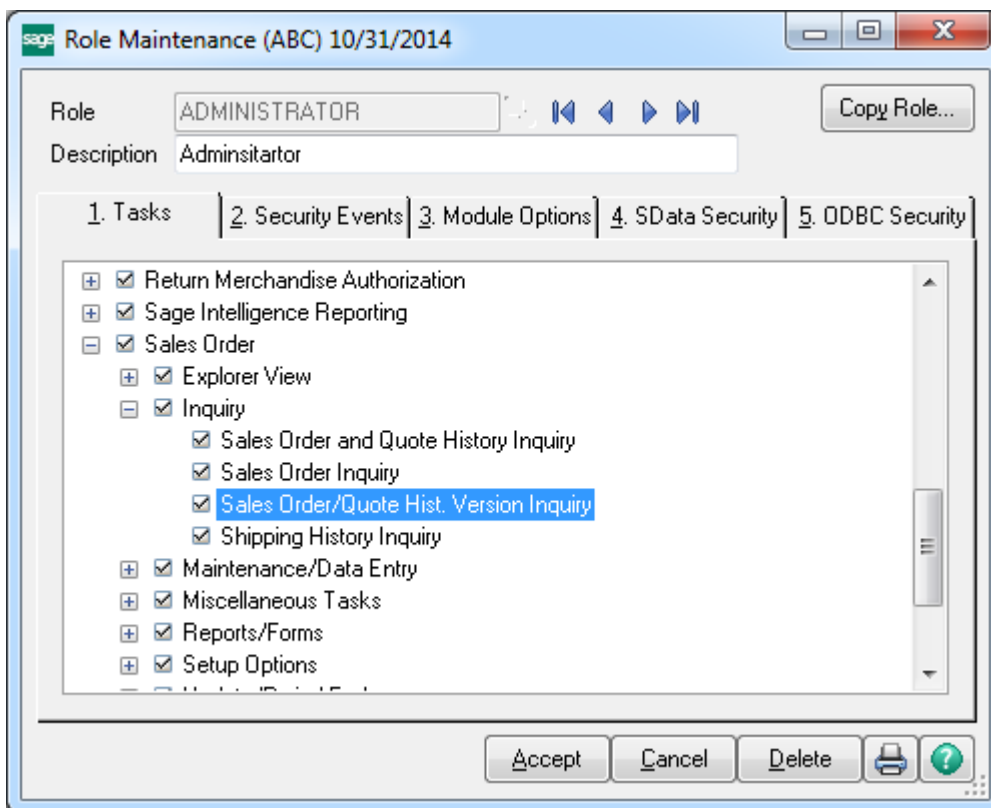 sage Role Maintenance (ABC) 10/31/2014
Role ADMINISTRATOR Copy Role...
Description Adminsitartor
1. Tasks 2. Security Events 3. Module Options 4. SData Security 5. ODBC Security
Return Merchandise Authorization
Sage Intelligence Reporting
Sales Order
Explorer View
Inquiry
Sales Order and Quote History Inquiry
Sales Order Inquiry
Sales Order/Quote Hist. Version Inquiry
Shipping History Inquiry
Maintenance/Data Entry
Miscellaneous Tasks
Reports/Forms
Setup Options
Accept Cancel Delete ?